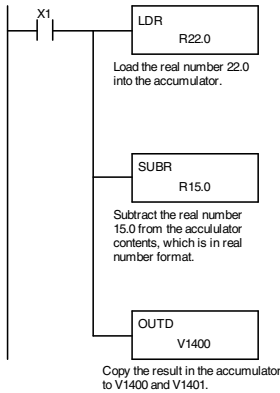 X1
LDR
R22.0
Load the real number 22.0
into the accumulator.
SUBR
R15.0
Subtract the real number
15.0 from the accululator
contents, which is in real
number format.
OUTD
V1400
Copy the result in the accumulator
to V1400 and V1401.